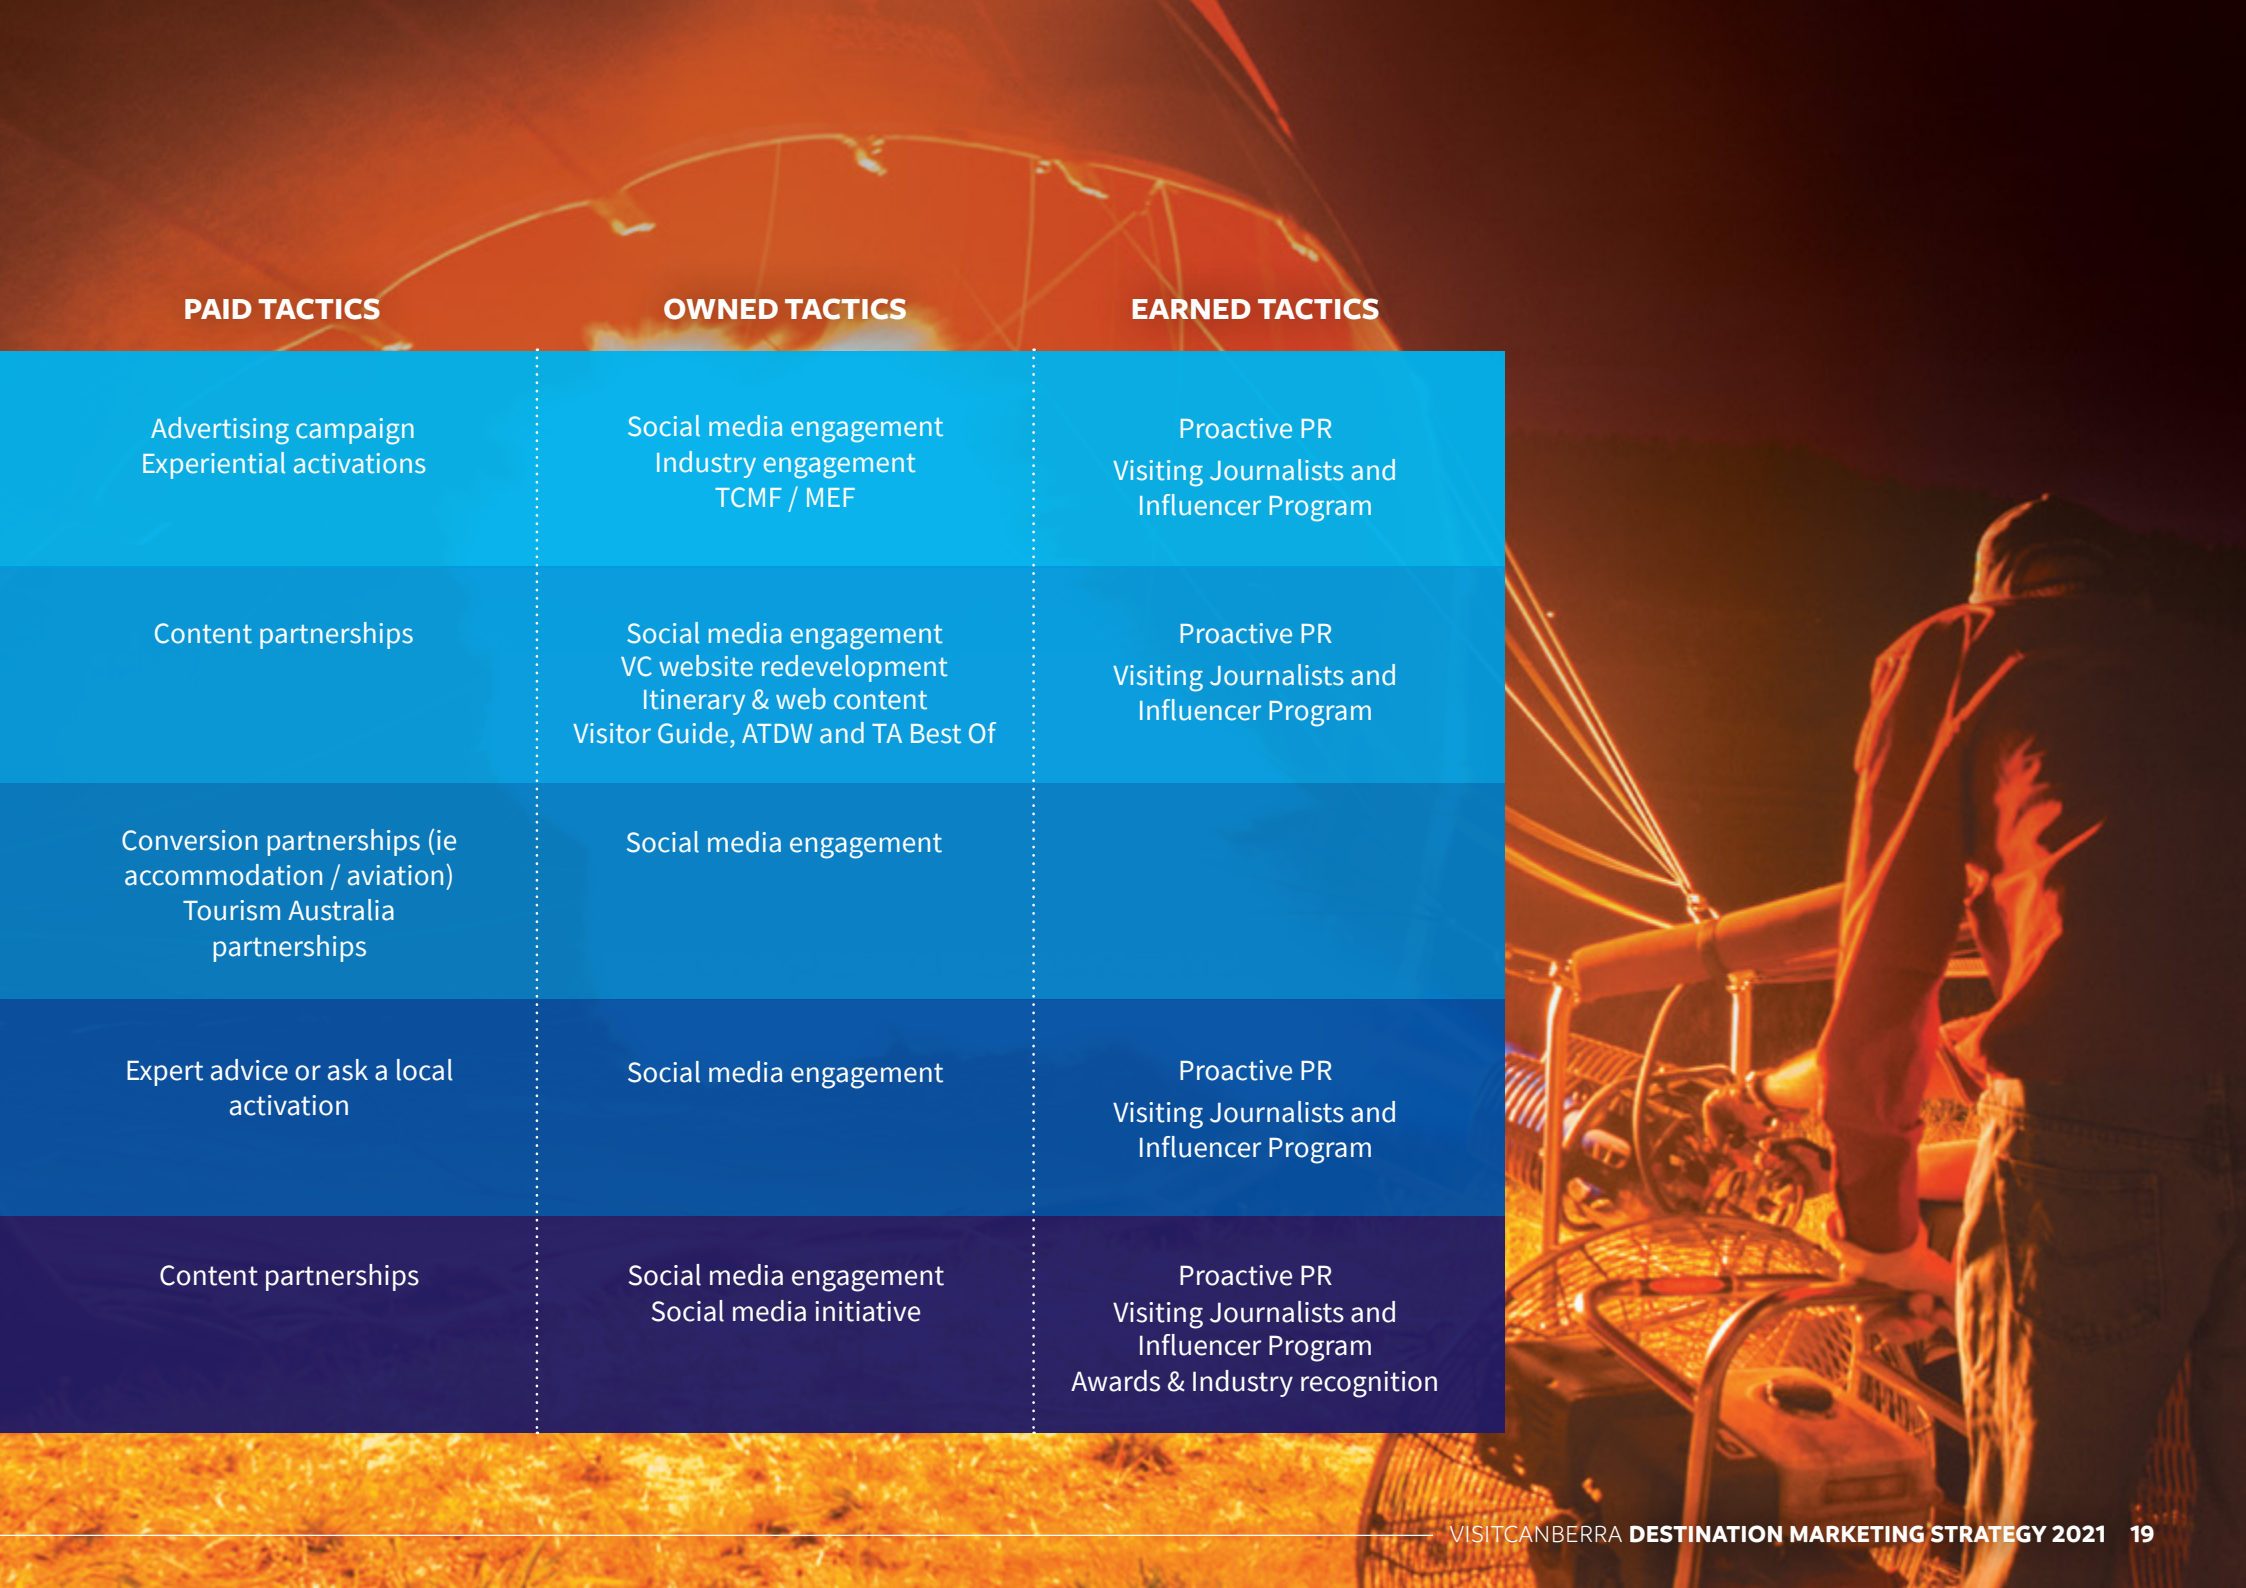 PAID TACTICS
OWNED TACTICS
EARNED TACTICS
Advertising campaign
Experiential activations
Social media engagement
Industry engagement
TCMF / MEF
Proactive PR
Visiting Journalists and
Influencer Program
Content partnerships
Social media engagement
VC website redevelopment
Itinerary & web content
Visitor Guide, ATDW and TA Best Of
Proactive PR
Visiting Journalists and
Influencer Program
Conversion partnerships (ie
accommodation / aviation)
Tourism Australia
partnerships
Social media engagement
Expert advice or ask a local
activation
Social media engagement
Proactive PR
Visiting Journalists and
Influencer Program
Content partnerships
Social media engagement
Social media initiative
Proactive PR
Visiting Journalists and
Influencer Program
Awards & Industry recognition
VISITCANBERRA DESTINATION MARKETING STRATEGY 2021 19